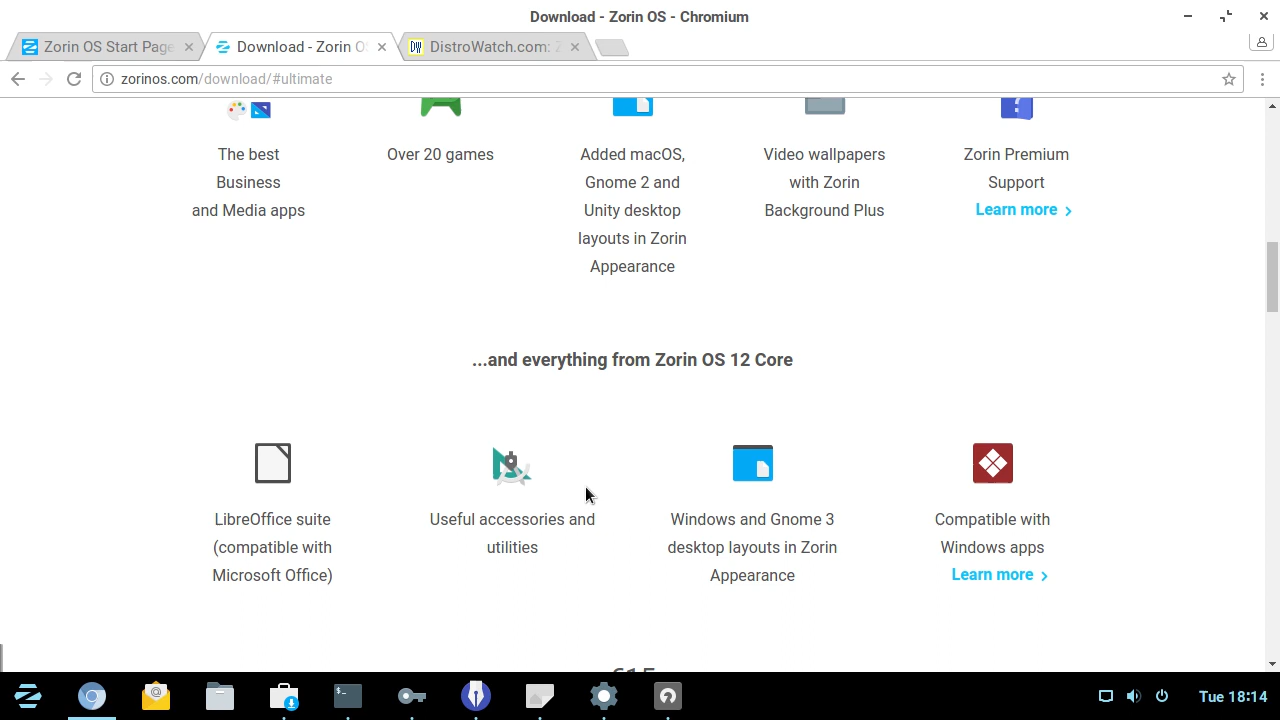 Download - Zorin OS - Chromium
Zorin OS Start Page
Download - Zorin O
DistroWatch.com: Z
zorinos.com/download/#ultimate
The best
Business
and Media apps
Over 20 games
Added macOS,
Gnome 2 and
Unity desktop
layouts in Zorin
Appearance
Video wallpapers
with Zorin
Background Plus
Zorin Premium
Support
Learn more
...and everything from Zorin OS 12 Core
LibreOffice suite
(compatible with
Microsoft Office)
Useful accessories and
utilities
Windows and Gnome 3
desktop layouts in Zorin
Appearance
Compatible with
Windows apps
Learn more
Tue 18:14